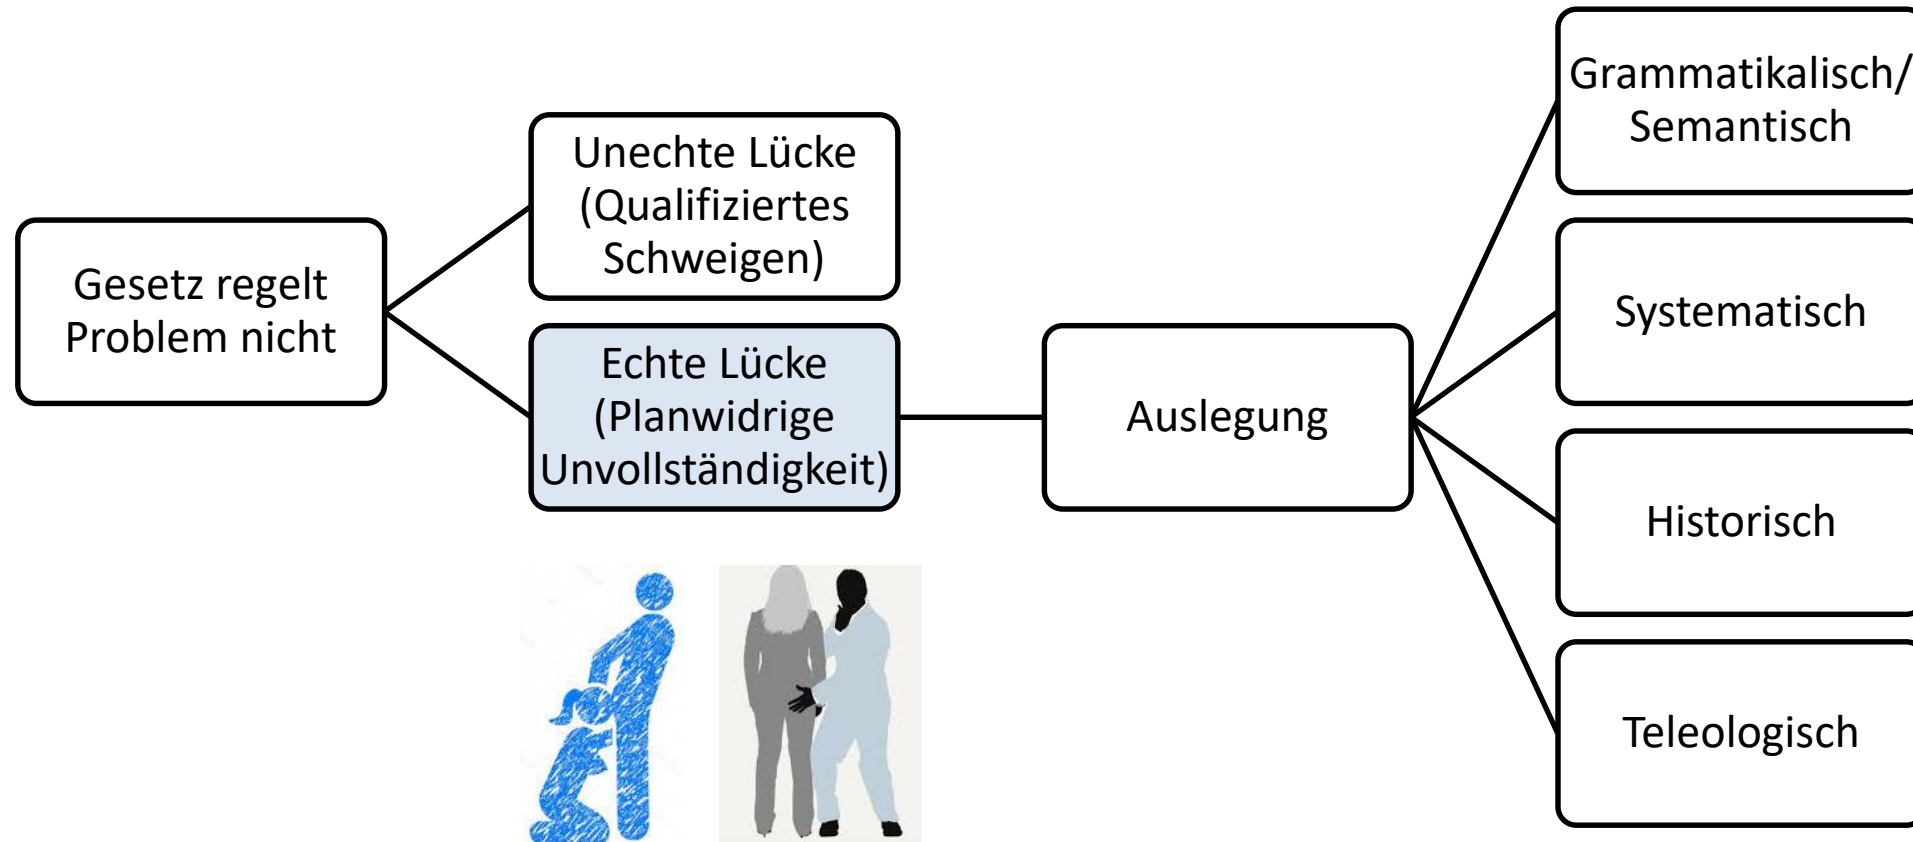 Gesetz regelt
Problem nicht
Unechte Lücke
(Qualifiziertes
Schweigen)
Echte Lücke
(Planwidrige
Unvollständigkeit)
Auslegung
Grammatikalisch/
Semantisch
Systematisch
Historisch
Teleologisch